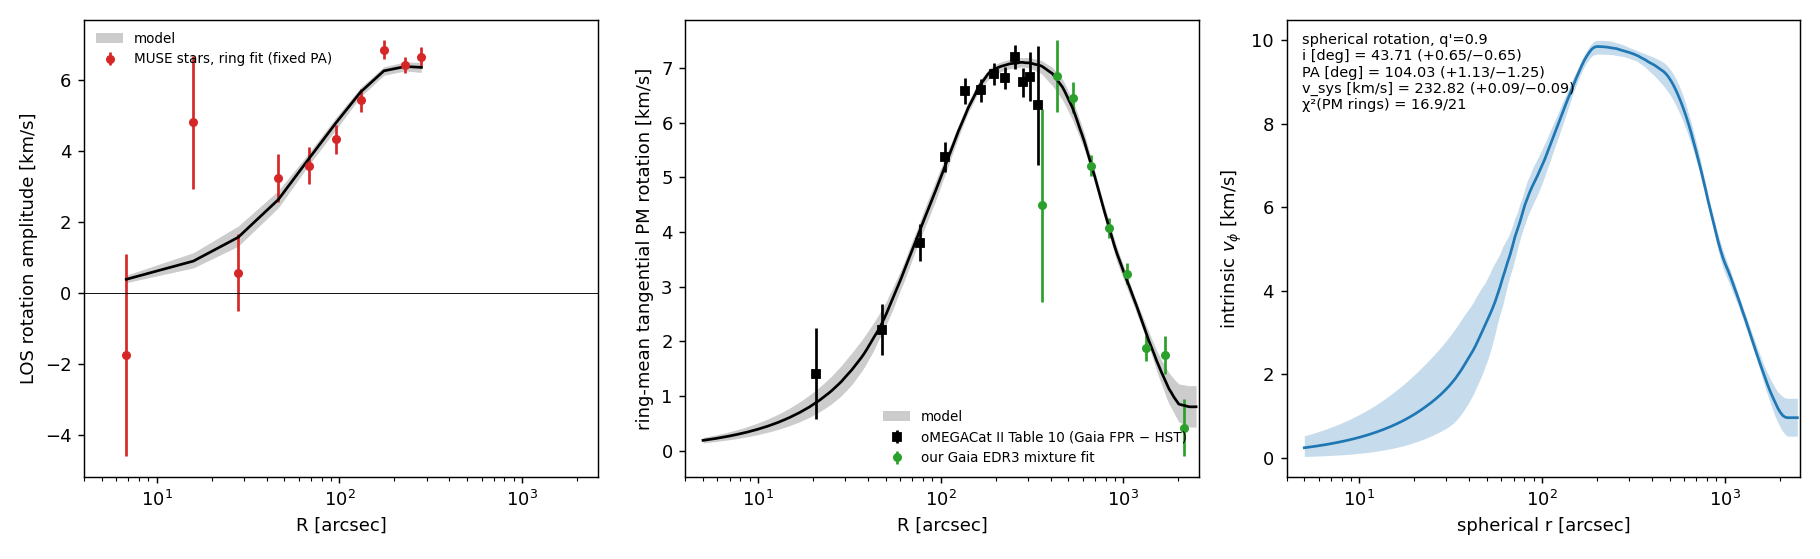 LOS rotation amplitude [km/s]
6
4
2
0
−2
−4
model
MUSE stars, ring fit (fixed PA)
10¹
10²
10³
R [arcsec]
ring-mean tangential PM rotation [km/s]
7
6
5
4
3
2
1
0
model
oMEGACat II Table 10 (Gaia FPR − HST)
our Gaia EDR3 mixture fit
10¹
10²
10³
R [arcsec]
intrinsic v_ϕ [km/s]
10
8
6
4
2
0
spherical rotation, q'=0.9
i [deg] = 43.71 (+0.65/−0.65)
PA [deg] = 104.03 (+1.13/−1.25)
v_sys [km/s] = 232.82 (+0.09/−0.09)
χ²(PM rings) = 16.9/21
10¹
10²
10³
spherical r [arcsec]